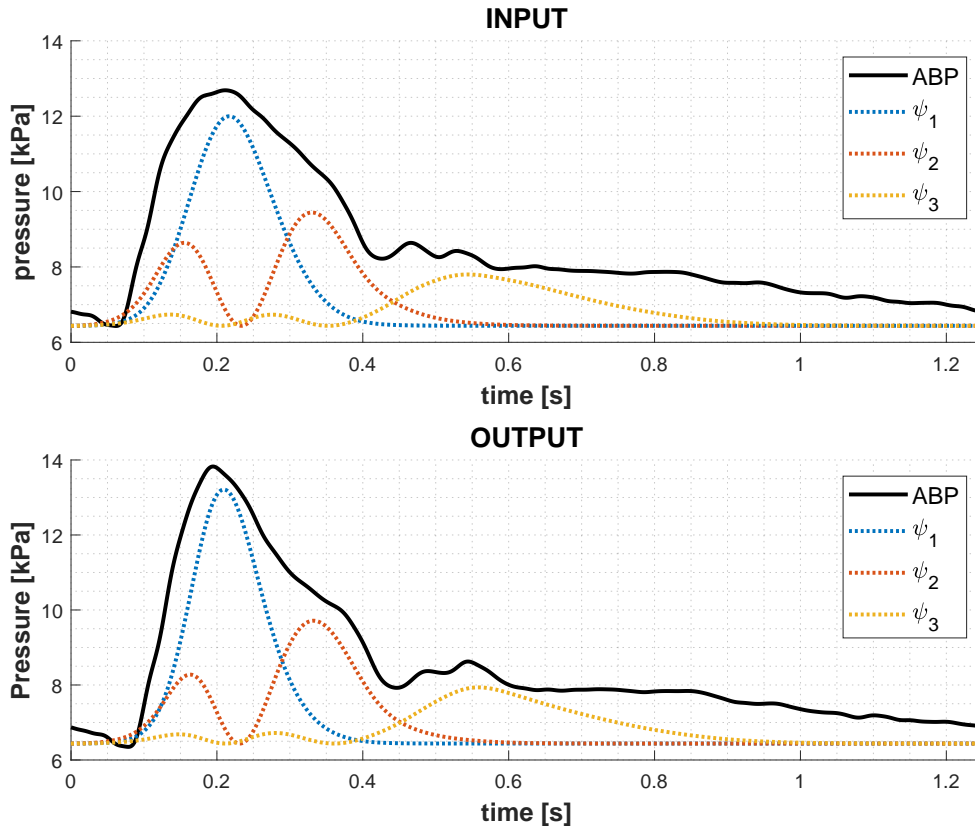 INPUT
pressure [kPa]
14
12
10
8
6
0
0.2
0.4
0.6
0.8
1
1.2
time [s]
ABP
ψ1
ψ2
ψ3
OUTPUT
Pressure [kPa]
14
12
10
8
6
0
0.2
0.4
0.6
0.8
1
1.2
time [s]
ABP
ψ1
ψ2
ψ3